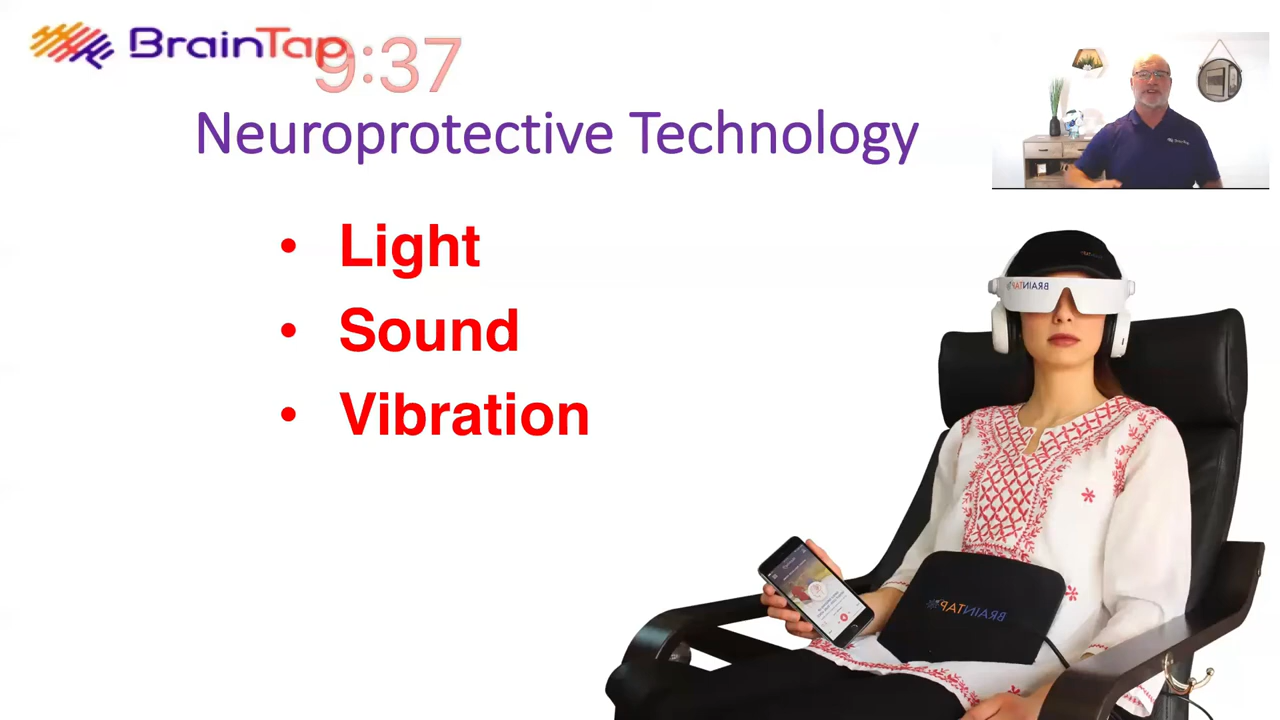 BrainTap
9:37
Neuroprotective Technology
• Light
• Sound
• Vibration
BRAINTAP
BRAINTAP